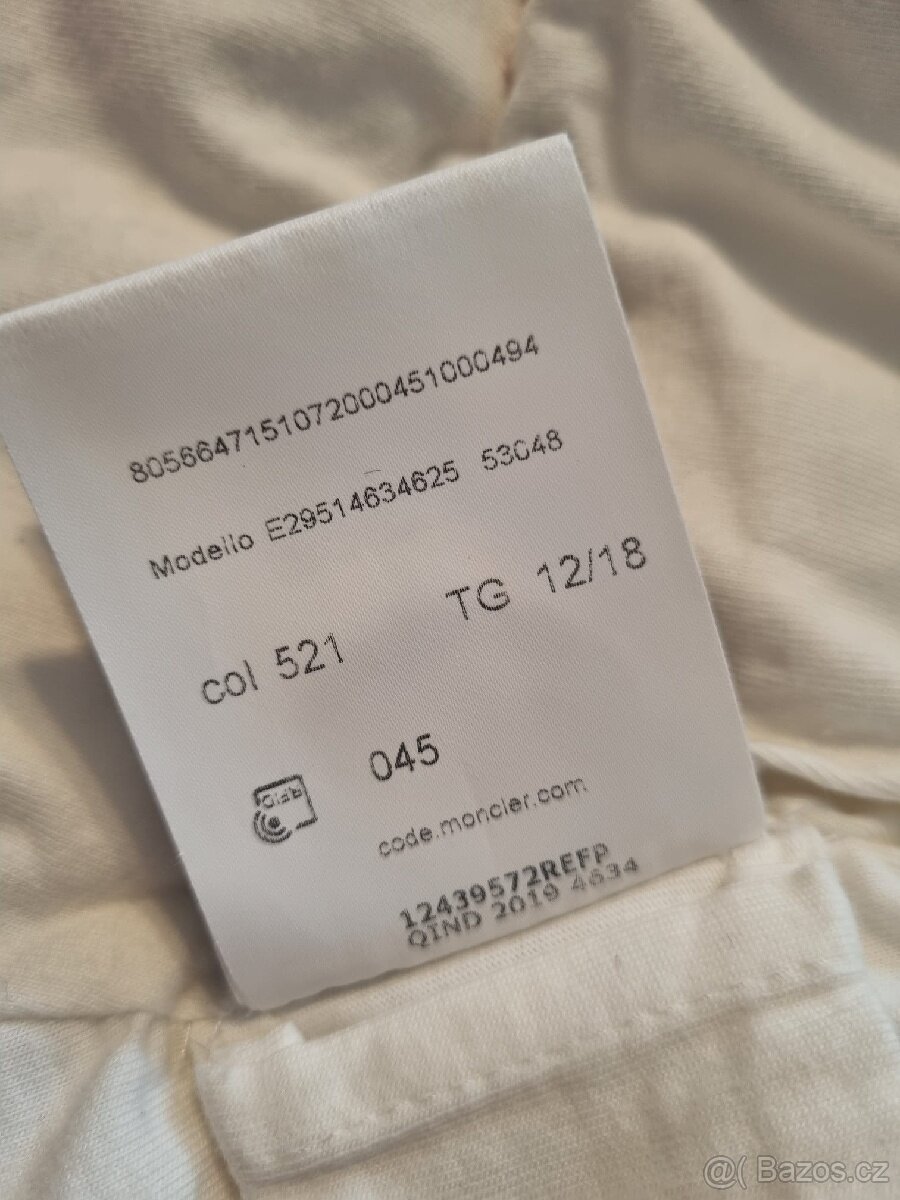 8056647151072000451000494
Modello E29514634625 53048
col 521 TG 12/18
RFID
045
code.moncler.com
12439572REFP
QIND 2019 4634
@( Bazos.cz